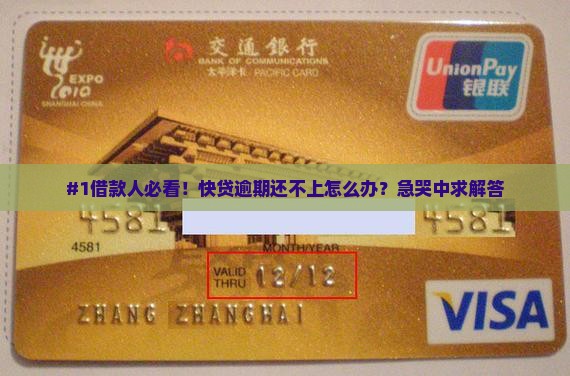 EXPO
2010
SHANGHAI CHINA
交通銀行
BANK OF COMMUNICATIONS
太平洋卡 PACIFIC CARD
UnionPay
银联
#1借款人必看！快贷逾期还不上怎么办？急哭中求解答
4581 4581
4581
MONTH/YEAR
VALID THRU 12/12
ZHANG ZHANGHAI
VISA